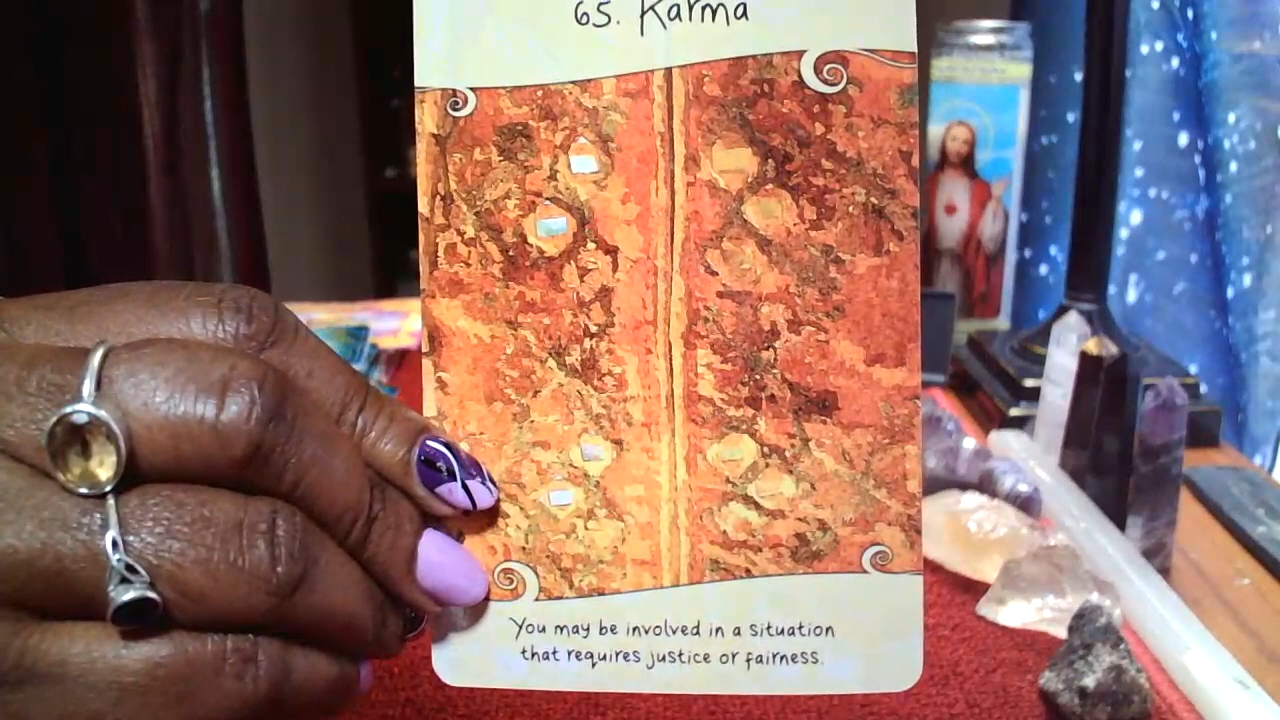 65. Karma
You may be involved in a situation
that requires justice or fairness.